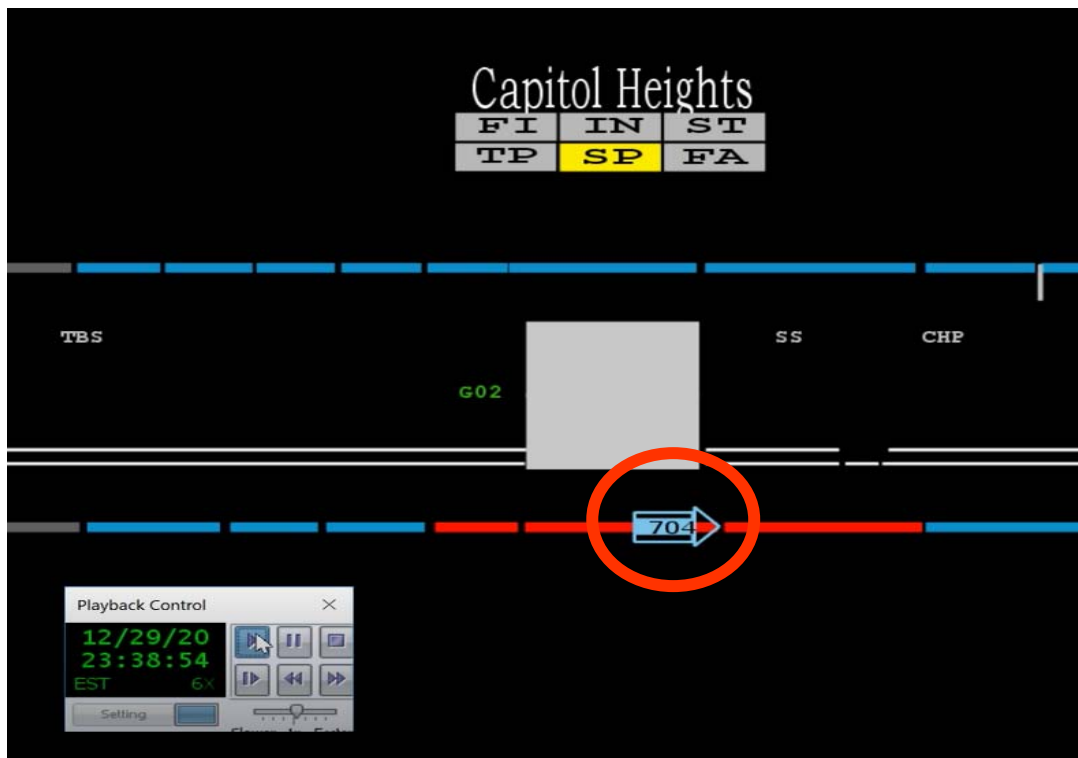 Capitol Heights
FI IN ST
TP SP FA
TBS SS CHP
G02
704
Playback Control
12/29/20
23:38:54
EST 6X
Setting